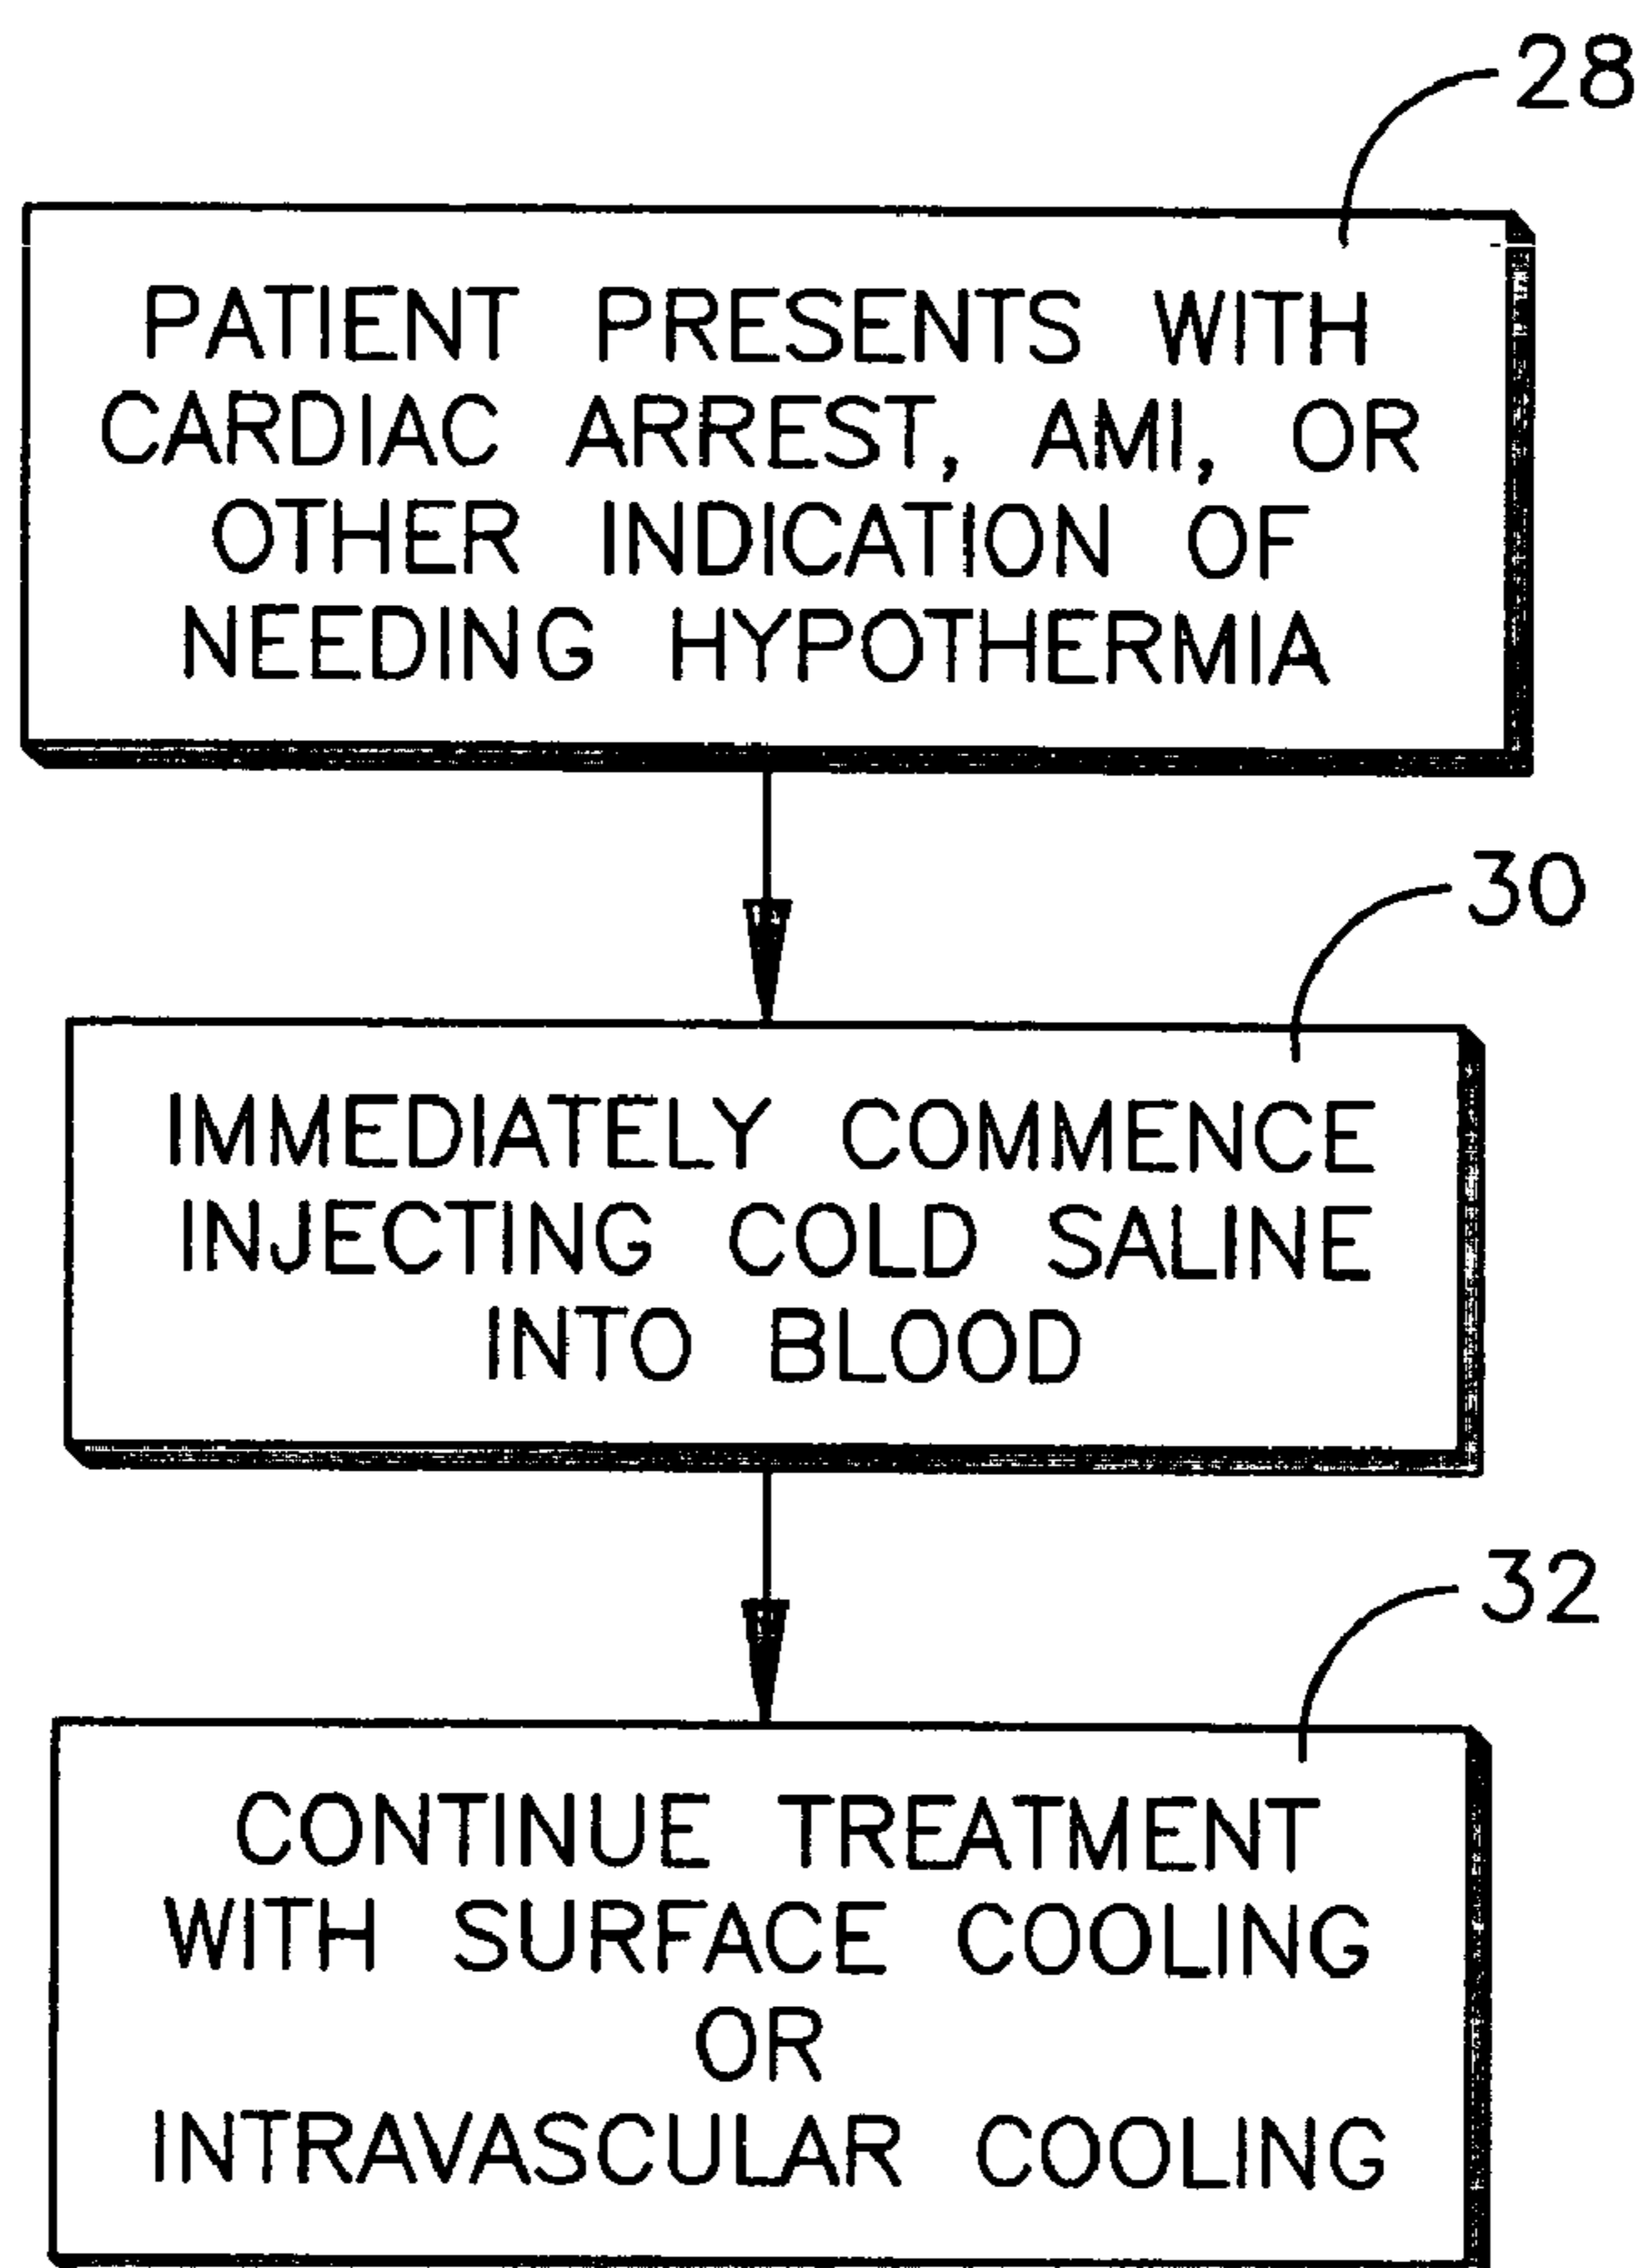 28
PATIENT PRESENTS WITH
CARDIAC ARREST, AMI, OR
OTHER INDICATION OF
NEEDING HYPOTHERMIA
30
IMMEDIATELY COMMENCE
INJECTING COLD SALINE
INTO BLOOD
32
CONTINUE TREATMENT
WITH SURFACE COOLING
OR
INTRAVASCULAR COOLING